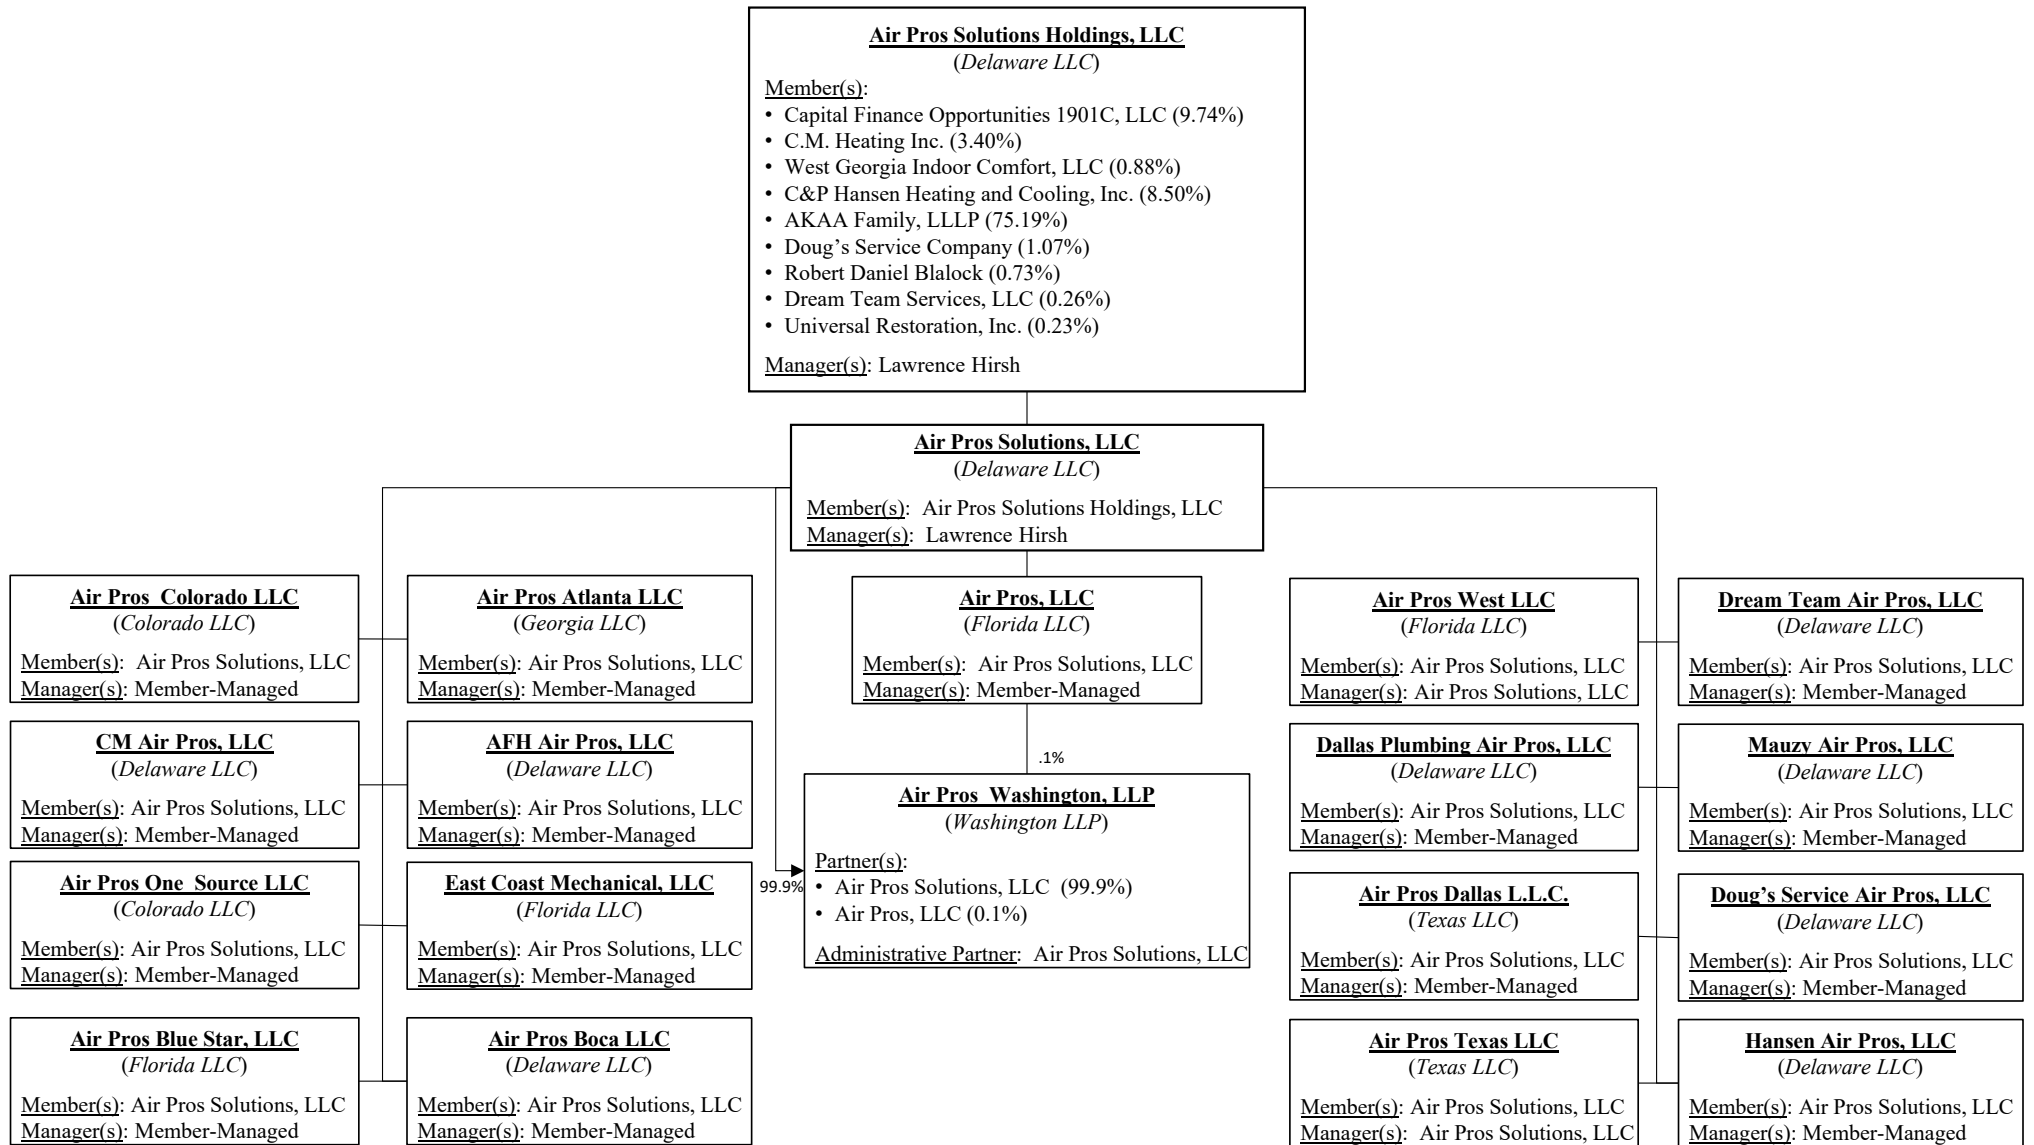 Air Pros Solutions Holdings, LLC
(Delaware LLC)
Member(s):
• Capital Finance Opportunities 1901C, LLC (9.74%)
• C.M. Heating Inc. (3.40%)
• West Georgia Indoor Comfort, LLC (0.88%)
• C&P Hansen Heating and Cooling, Inc. (8.50%)
• AKAA Family, LLLP (75.19%)
• Doug’s Service Company (1.07%)
• Robert Daniel Blalock (0.73%)
• Dream Team Services, LLC (0.26%)
• Universal Restoration, Inc. (0.23%)
Manager(s): Lawrence Hirsh
Air Pros Solutions, LLC
(Delaware LLC)
Member(s): Air Pros Solutions Holdings, LLC
Manager(s): Lawrence Hirsh
Air Pros Colorado LLC
(Colorado LLC)
Member(s): Air Pros Solutions, LLC
Manager(s): Member-Managed
Air Pros Atlanta LLC
(Georgia LLC)
Member(s): Air Pros Solutions, LLC
Manager(s): Member-Managed
Air Pros, LLC
(Florida LLC)
Member(s): Air Pros Solutions, LLC
Manager(s): Member-Managed
Air Pros West LLC
(Florida LLC)
Member(s): Air Pros Solutions, LLC
Manager(s): Air Pros Solutions, LLC
Dream Team Air Pros, LLC
(Delaware LLC)
Member(s): Air Pros Solutions, LLC
Manager(s): Member-Managed
CM Air Pros, LLC
(Delaware LLC)
Member(s): Air Pros Solutions, LLC
Manager(s): Member-Managed
AFH Air Pros, LLC
(Delaware LLC)
Member(s): Air Pros Solutions, LLC
Manager(s): Member-Managed
.1%
99.9%
Air Pros Washington, LLP
(Washington LLP)
Partner(s):
• Air Pros Solutions, LLC (99.9%)
• Air Pros, LLC (0.1%)
Administrative Partner: Air Pros Solutions, LLC
Dallas Plumbing Air Pros, LLC
(Delaware LLC)
Member(s): Air Pros Solutions, LLC
Manager(s): Member-Managed
Mauzy Air Pros, LLC
(Delaware LLC)
Member(s): Air Pros Solutions, LLC
Manager(s): Member-Managed
Air Pros One Source LLC
(Colorado LLC)
Member(s): Air Pros Solutions, LLC
Manager(s): Member-Managed
East Coast Mechanical, LLC
(Florida LLC)
Member(s): Air Pros Solutions, LLC
Manager(s): Member-Managed
Air Pros Dallas L.L.C.
(Texas LLC)
Member(s): Air Pros Solutions, LLC
Manager(s): Member-Managed
Doug’s Service Air Pros, LLC
(Delaware LLC)
Member(s): Air Pros Solutions, LLC
Manager(s): Member-Managed
Air Pros Blue Star, LLC
(Florida LLC)
Member(s): Air Pros Solutions, LLC
Manager(s): Member-Managed
Air Pros Boca LLC
(Delaware LLC)
Member(s): Air Pros Solutions, LLC
Manager(s): Member-Managed
Air Pros Texas LLC
(Texas LLC)
Member(s): Air Pros Solutions, LLC
Manager(s): Air Pros Solutions, LLC
Hansen Air Pros, LLC
(Delaware LLC)
Member(s): Air Pros Solutions, LLC
Manager(s): Member-Managed